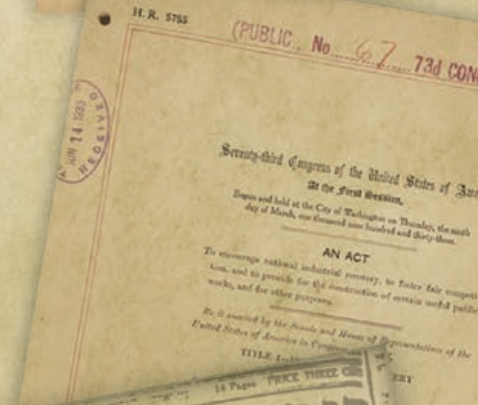 H. R. 5755
(PUBLIC . No. 67 73d CON
RECEIVED
JUN 14 1933
Seventy-third Congress of the United States of Ame
At the First Session,
Begun and held at the City of Washington on Thursday, the ninth
day of March, one thousand nine hundred and thirty-three.
AN ACT
To encourage national industrial recovery, to foster fair competi-
tion, and to provide for the construction of certain useful public
works, and for other purposes.
Be it enacted by the Senate and House of Representatives of the
United States of America in Congress
TITLE I—
ERY
14 Pages PRICE THREE CE